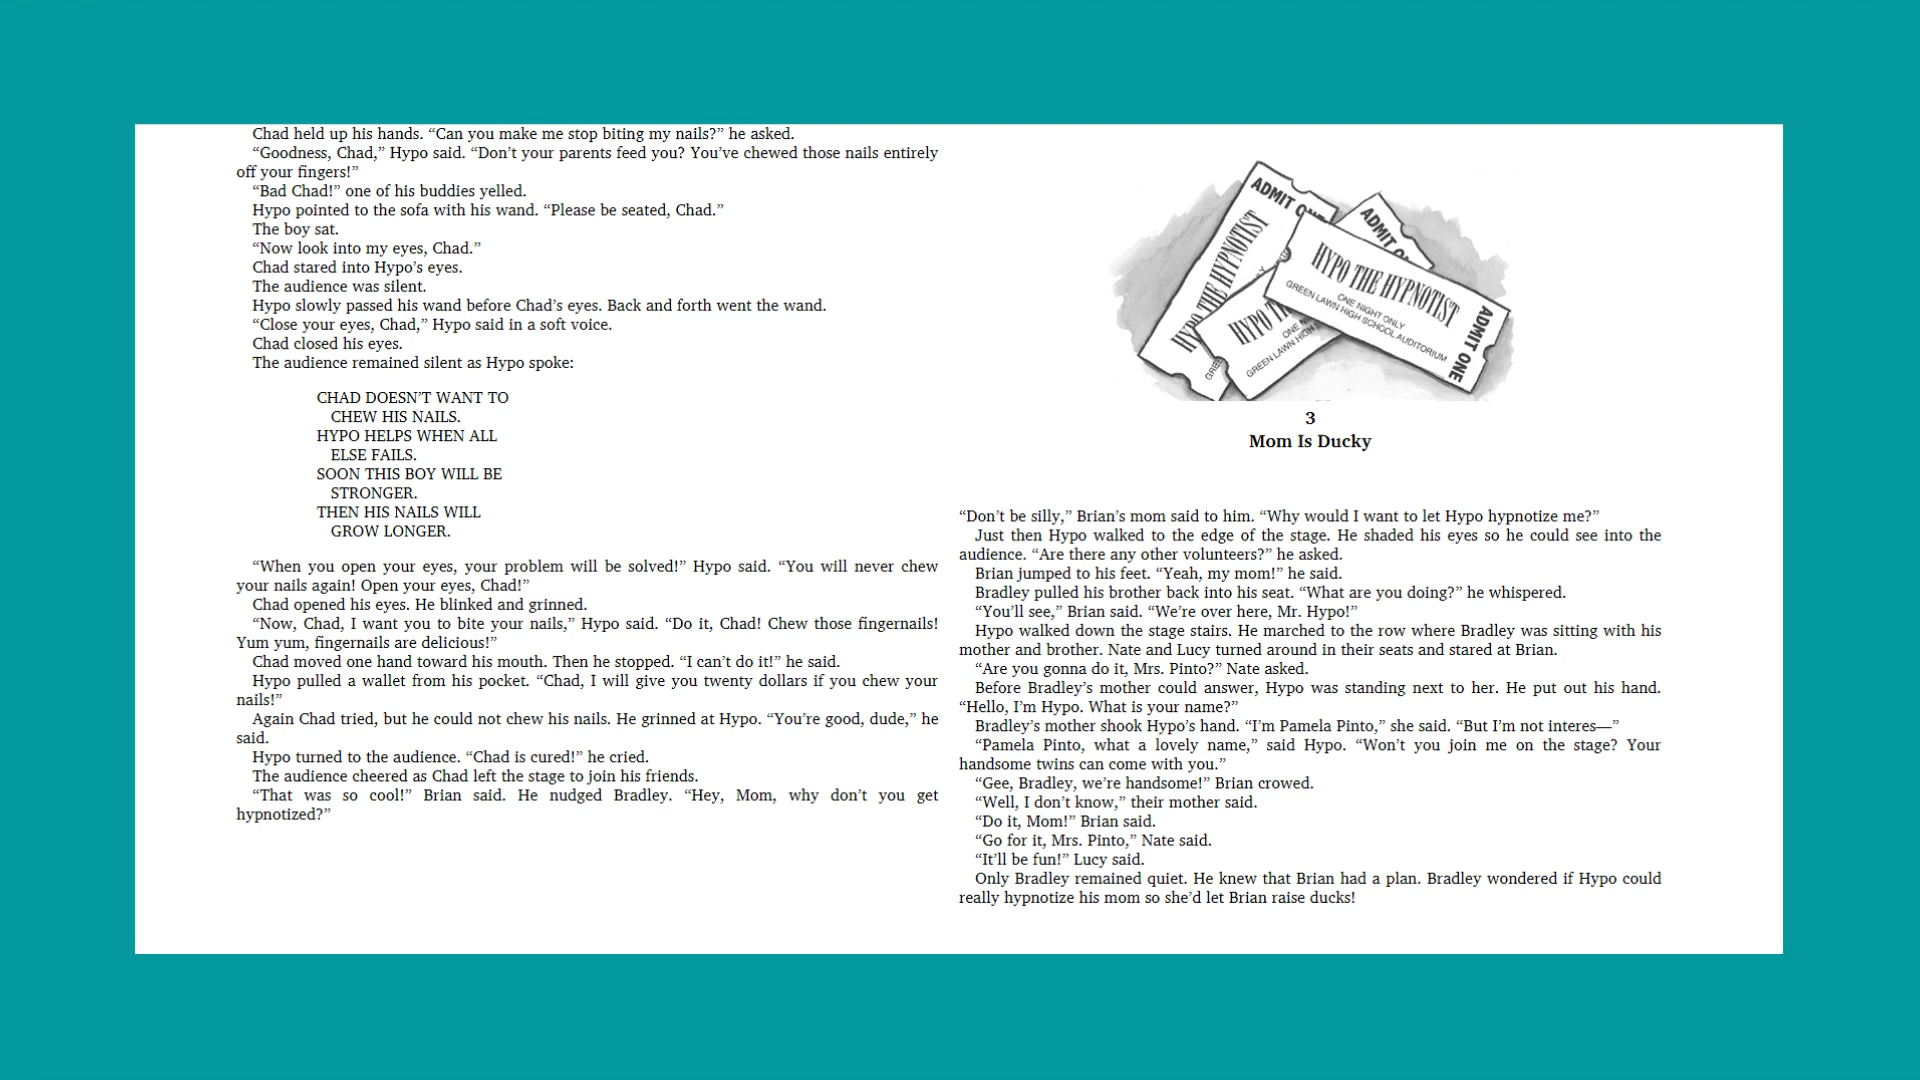 Chad held up his hands. “Can you make me stop biting my nails?” he asked.
“Goodness, Chad,” Hypo said. “Don’t your parents feed you? You’ve chewed those nails entirely
off your fingers!”
“Bad Chad!” one of his buddies yelled.
Hypo pointed to the sofa with his wand. “Please be seated, Chad.”
The boy sat.
“Now look into my eyes, Chad.”
Chad stared into Hypo’s eyes.
The audience was silent.
Hypo slowly passed his wand before Chad’s eyes. Back and forth went the wand.
“Close your eyes, Chad,” Hypo said in a soft voice.
Chad closed his eyes.
The audience remained silent as Hypo spoke:
CHAD DOESN’T WANT TO
CHEW HIS NAILS.
HYPO HELPS WHEN ALL
ELSE FAILS.
SOON THIS BOY WILL BE
STRONGER.
THEN HIS NAILS WILL
GROW LONGER.
“When you open your eyes, your problem will be solved!” Hypo said. “You will never chew
your nails again! Open your eyes, Chad!”
Chad opened his eyes. He blinked and grinned.
“Now, Chad, I want you to bite your nails,” Hypo said. “Do it, Chad! Chew those fingernails!
Yum yum, fingernails are delicious!”
Chad moved one hand toward his mouth. Then he stopped. “I can’t do it!” he said.
Hypo pulled a wallet from his pocket. “Chad, I will give you twenty dollars if you chew your
nails!”
Again Chad tried, but he could not chew his nails. He grinned at Hypo. “You’re good, dude,” he
said.
Hypo turned to the audience. “Chad is cured!” he cried.
The audience cheered as Chad left the stage to join his friends.
“That was so cool!” Brian said. He nudged Bradley. “Hey, Mom, why don’t you get
hypnotized?”
ADMIT
HYPO THE HYPNOTIST
GREE
ADMIT O
HYPO T
ONE N
GREEN LAWN HIGH
HYPO THE HYPNOTIST
ONE NIGHT ONLY
GREEN LAWN HIGH SCHOOL AUDITORIUM
ADMIT ONE
3
Mom Is Ducky
“Don’t be silly,” Brian’s mom said to him. “Why would I want to let Hypo hypnotize me?”
Just then Hypo walked to the edge of the stage. He shaded his eyes so he could see into the
audience. “Are there any other volunteers?” he asked.
Brian jumped to his feet. “Yeah, my mom!” he said.
Bradley pulled his brother back into his seat. “What are you doing?” he whispered.
“You’ll see,” Brian said. “We’re over here, Mr. Hypo!”
Hypo walked down the stage stairs. He marched to the row where Bradley was sitting with his
mother and brother. Nate and Lucy turned around in their seats and stared at Brian.
“Are you gonna do it, Mrs. Pinto?” Nate asked.
Before Bradley’s mother could answer, Hypo was standing next to her. He put out his hand.
“Hello, I’m Hypo. What is your name?”
Bradley’s mother shook Hypo’s hand. “I’m Pamela Pinto,” she said. “But I’m not interes—”
“Pamela Pinto, what a lovely name,” said Hypo. “Won’t you join me on the stage? Your
handsome twins can come with you.”
“Gee, Bradley, we’re handsome!” Brian crowed.
“Well, I don’t know,” their mother said.
“Do it, Mom!” Brian said.
“Go for it, Mrs. Pinto,” Nate said.
“It’ll be fun!” Lucy said.
Only Bradley remained quiet. He knew that Brian had a plan. Bradley wondered if Hypo could
really hypnotize his mom so she’d let Brian raise ducks!